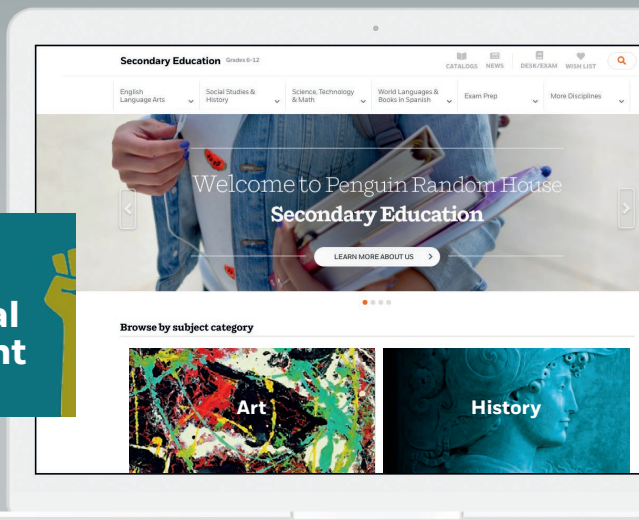 Secondary Education Grades 6–12
CATALOGS NEWS DESK/EXAM WISH LIST
English
Language Arts
Social Studies &
History
Science, Technology
& Math
World Languages &
Books in Spanish
Exam Prep
More Disciplines
Welcome to Penguin Random House
Secondary Education
LEARN MORE ABOUT US
Browse by subject category
Art
History